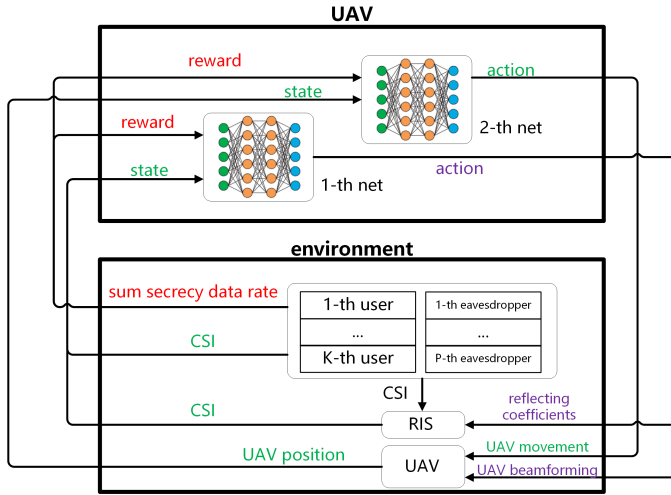 UAV
reward
action
state
reward
2-th net
state
action
1-th net
environment
sum secrecy data rate
1-th user
1-th eavesdropper
...
...
CSI
K-th user
P-th eavesdropper
CSI
reflecting
coefficients
CSI
RIS
UAV movement
UAV position
UAV
UAV beamforming